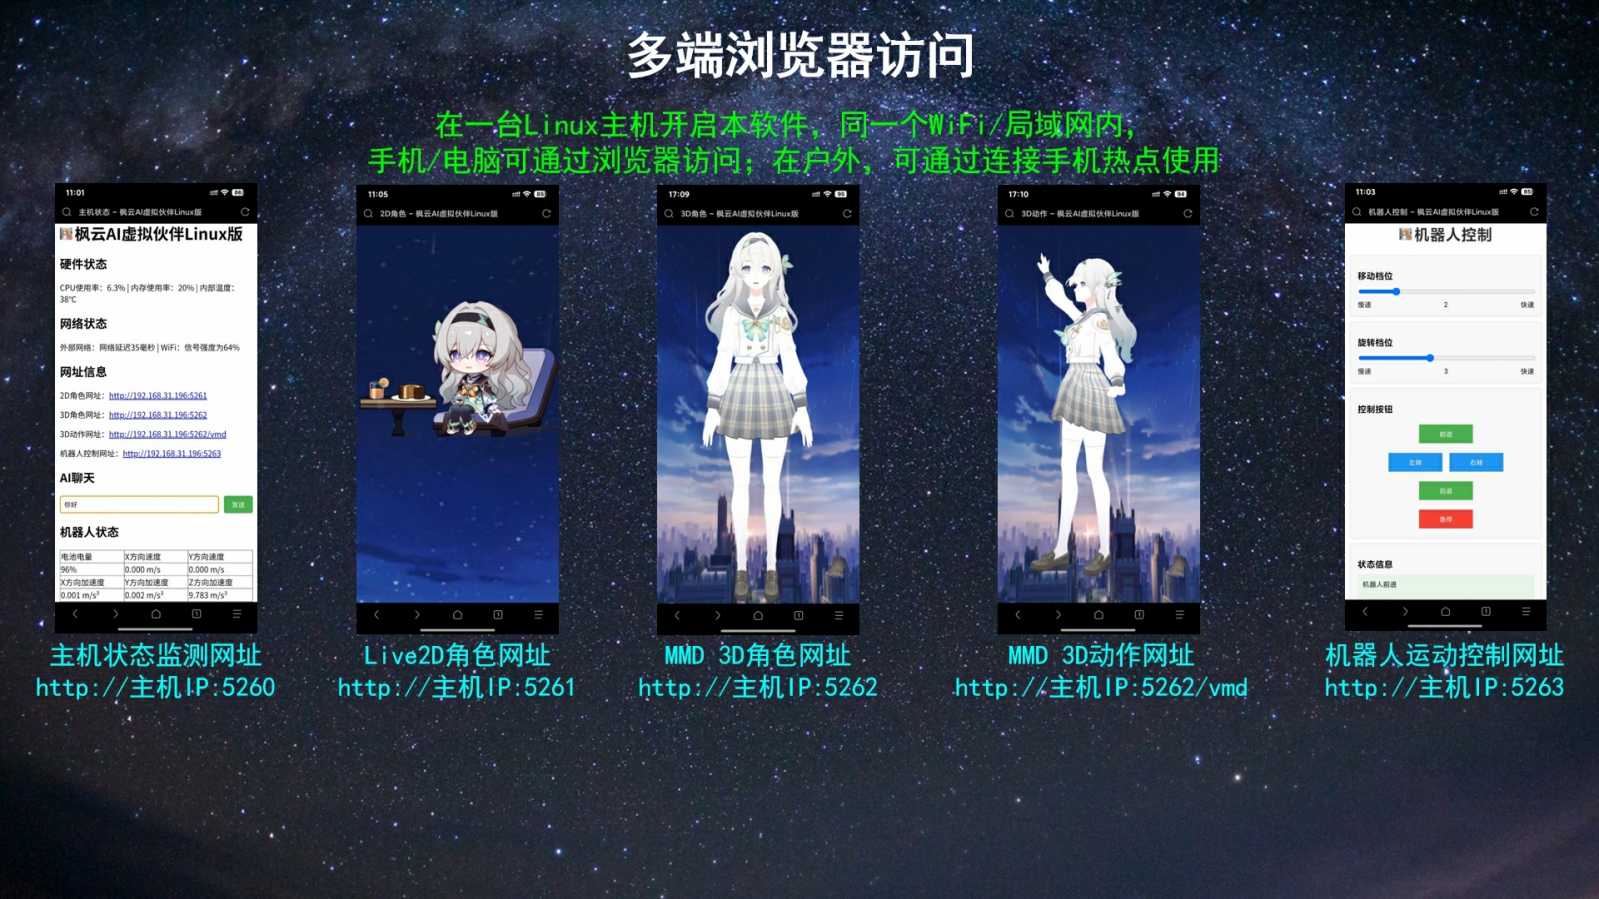 多端浏览器访问
在一台Linux主机开启本软件，同一个WiFi/局域网内，
手机/电脑可通过浏览器访问；在户外，可通过连接手机热点使用
11:01
86
主机状态 - 枫云AI虚拟伙伴Linux版
枫云AI虚拟伙伴Linux版
硬件状态
CPU使用率：6.3% | 内存使用率：20% | 内部温度：
38℃
网络状态
外部网络：网络延迟35毫秒 | WiFi：信号强度为64%
网址信息
2D角色网址：http://192.168.31.196:5261
3D角色网址：http://192.168.31.196:5262
3D动作网址：http://192.168.31.196:5262/vmd
机器人控制网址：http://192.168.31.196:5263
AI聊天
你好
发送
机器人状态
电池电量 X方向速度 Y方向速度
96% 0.000 m/s 0.000 m/s
X方向加速度 Y方向加速度 Z方向加速度
0.001 m/s² 0.002 m/s² 9.783 m/s²
主机状态监测网址
http://主机IP:5260
11:05
85
2D角色 - 枫云AI虚拟伙伴Linux版
Live2D角色网址
http://主机IP:5261
17:09
95
3D角色 - 枫云AI虚拟伙伴Linux版
MMD 3D角色网址
http://主机IP:5262
17:10
94
3D动作 - 枫云AI虚拟伙伴Linux版
MMD 3D动作网址
http://主机IP:5262/vmd
11:03
85
机器人控制 - 枫云AI虚拟伙伴Linux版
机器人控制
移动档位
慢速 2 快速
旋转档位
慢速 3 快速
控制按钮
前进
左转 右转
后退
急停
状态信息
机器人前进
机器人运动控制网址
http://主机IP:5263